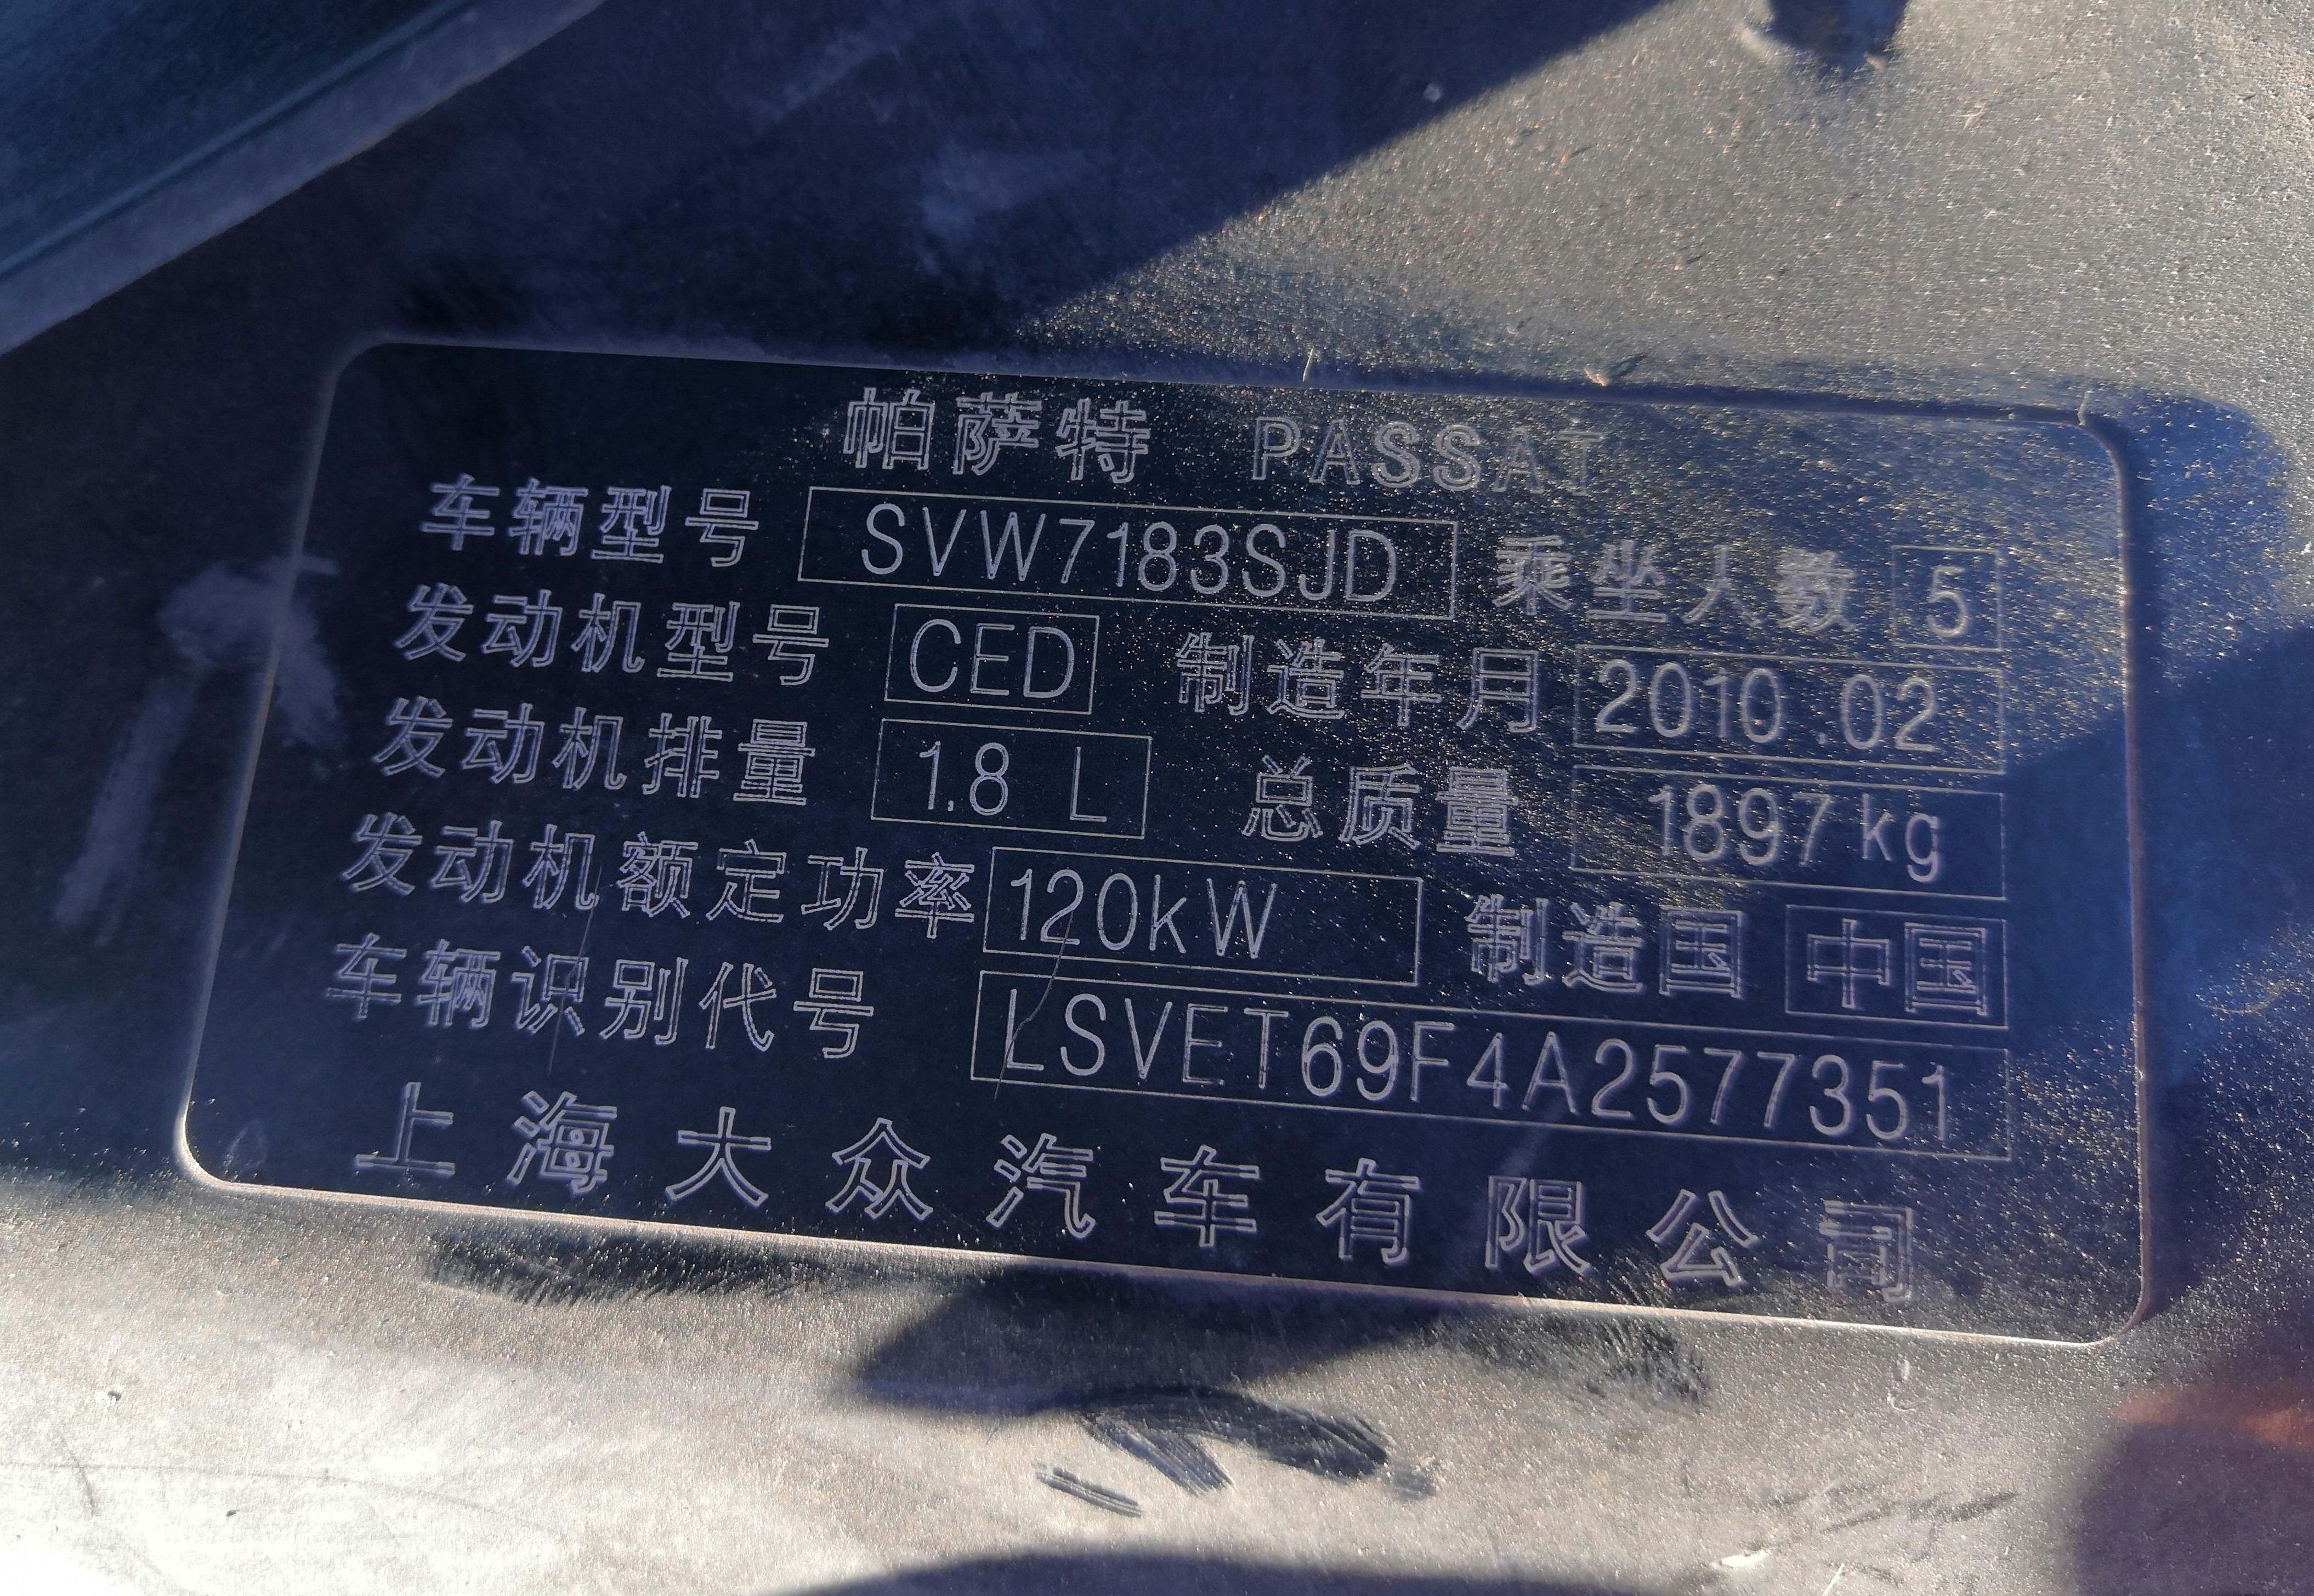 帕萨特 PASSAT
车辆型号 SVW7183SJD 乘坐人数 5
发动机型号 CED 制造年月 2010.02
发动机排量 1.8 L 总质量 1897kg
发动机额定功率 120kW 制造国 中国
车辆识别代号 LSVET69F4A2577351
上海大众汽车有限公司